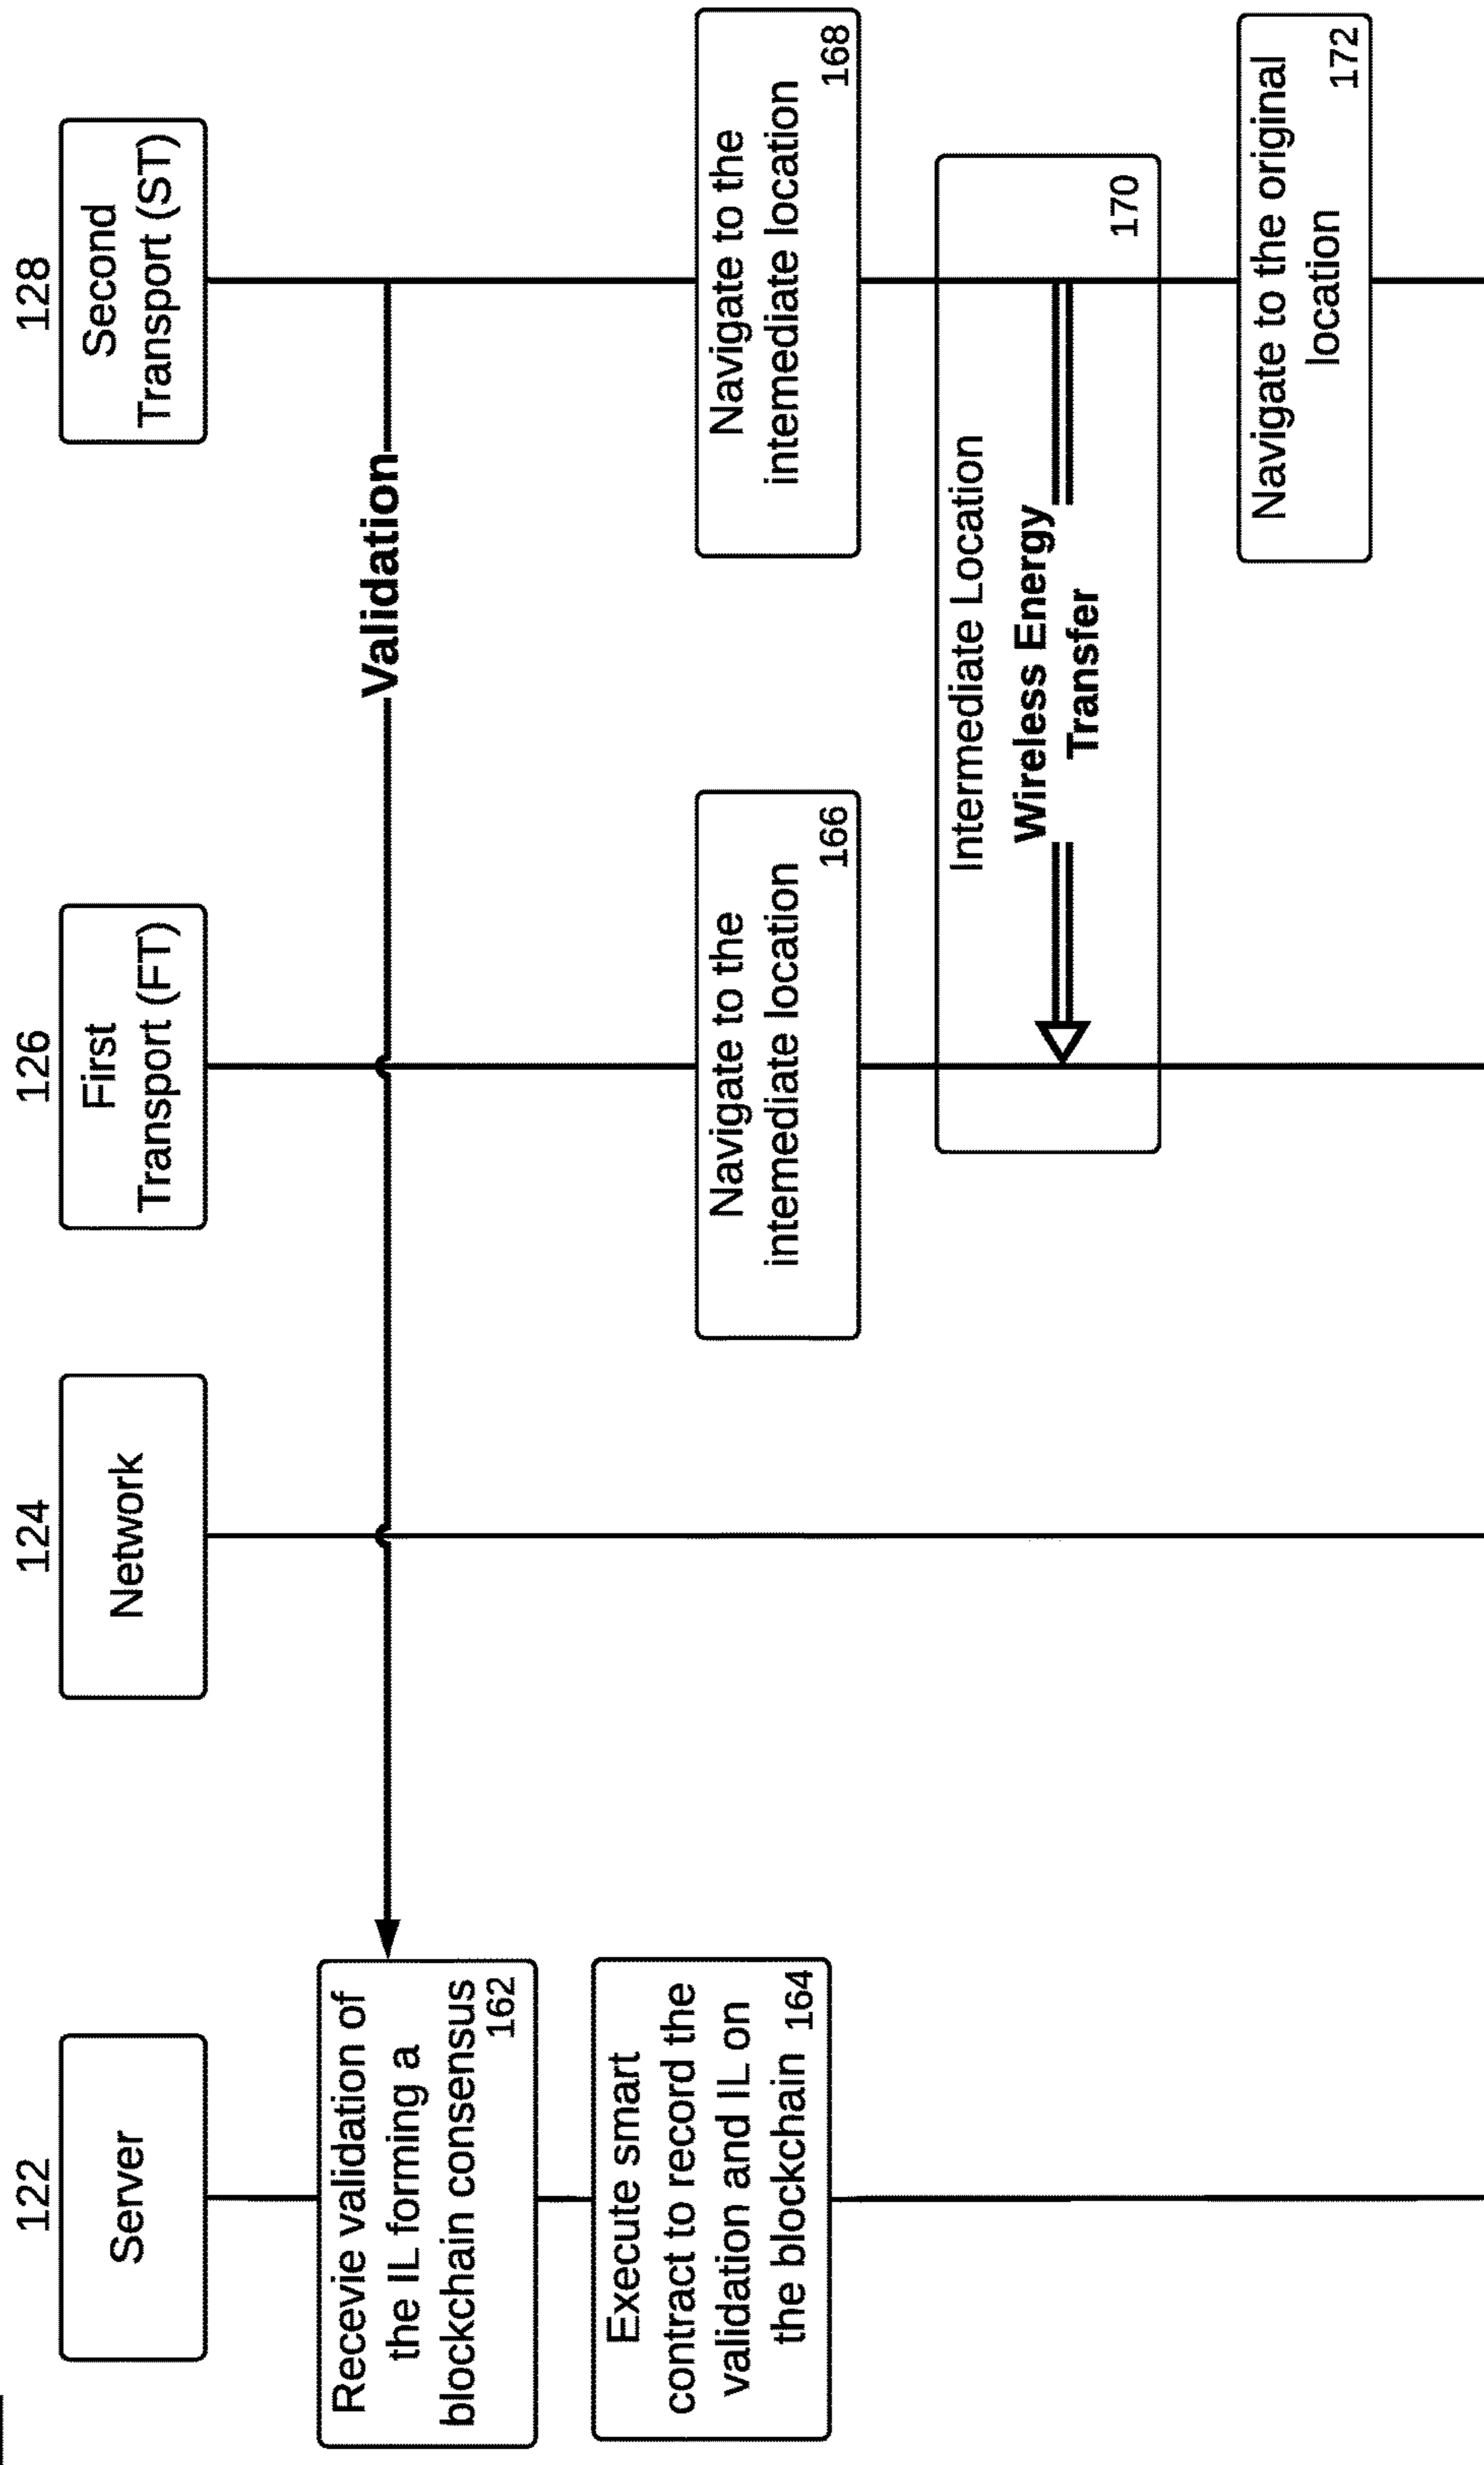 122
Server
124
Network
126
First
Transport (FT)
128
Second
Transport (ST)
Validation
Recevie validation of
the IL forming a
blockchain consensus
162
Execute smart
contract to record the
validation and IL on
the blockchain 164
Navigate to the
intemediate location
166
Navigate to the
intemediate location
168
Intermediate Location
Wireless Energy
Transfer
170
Navigate to the original
location
172